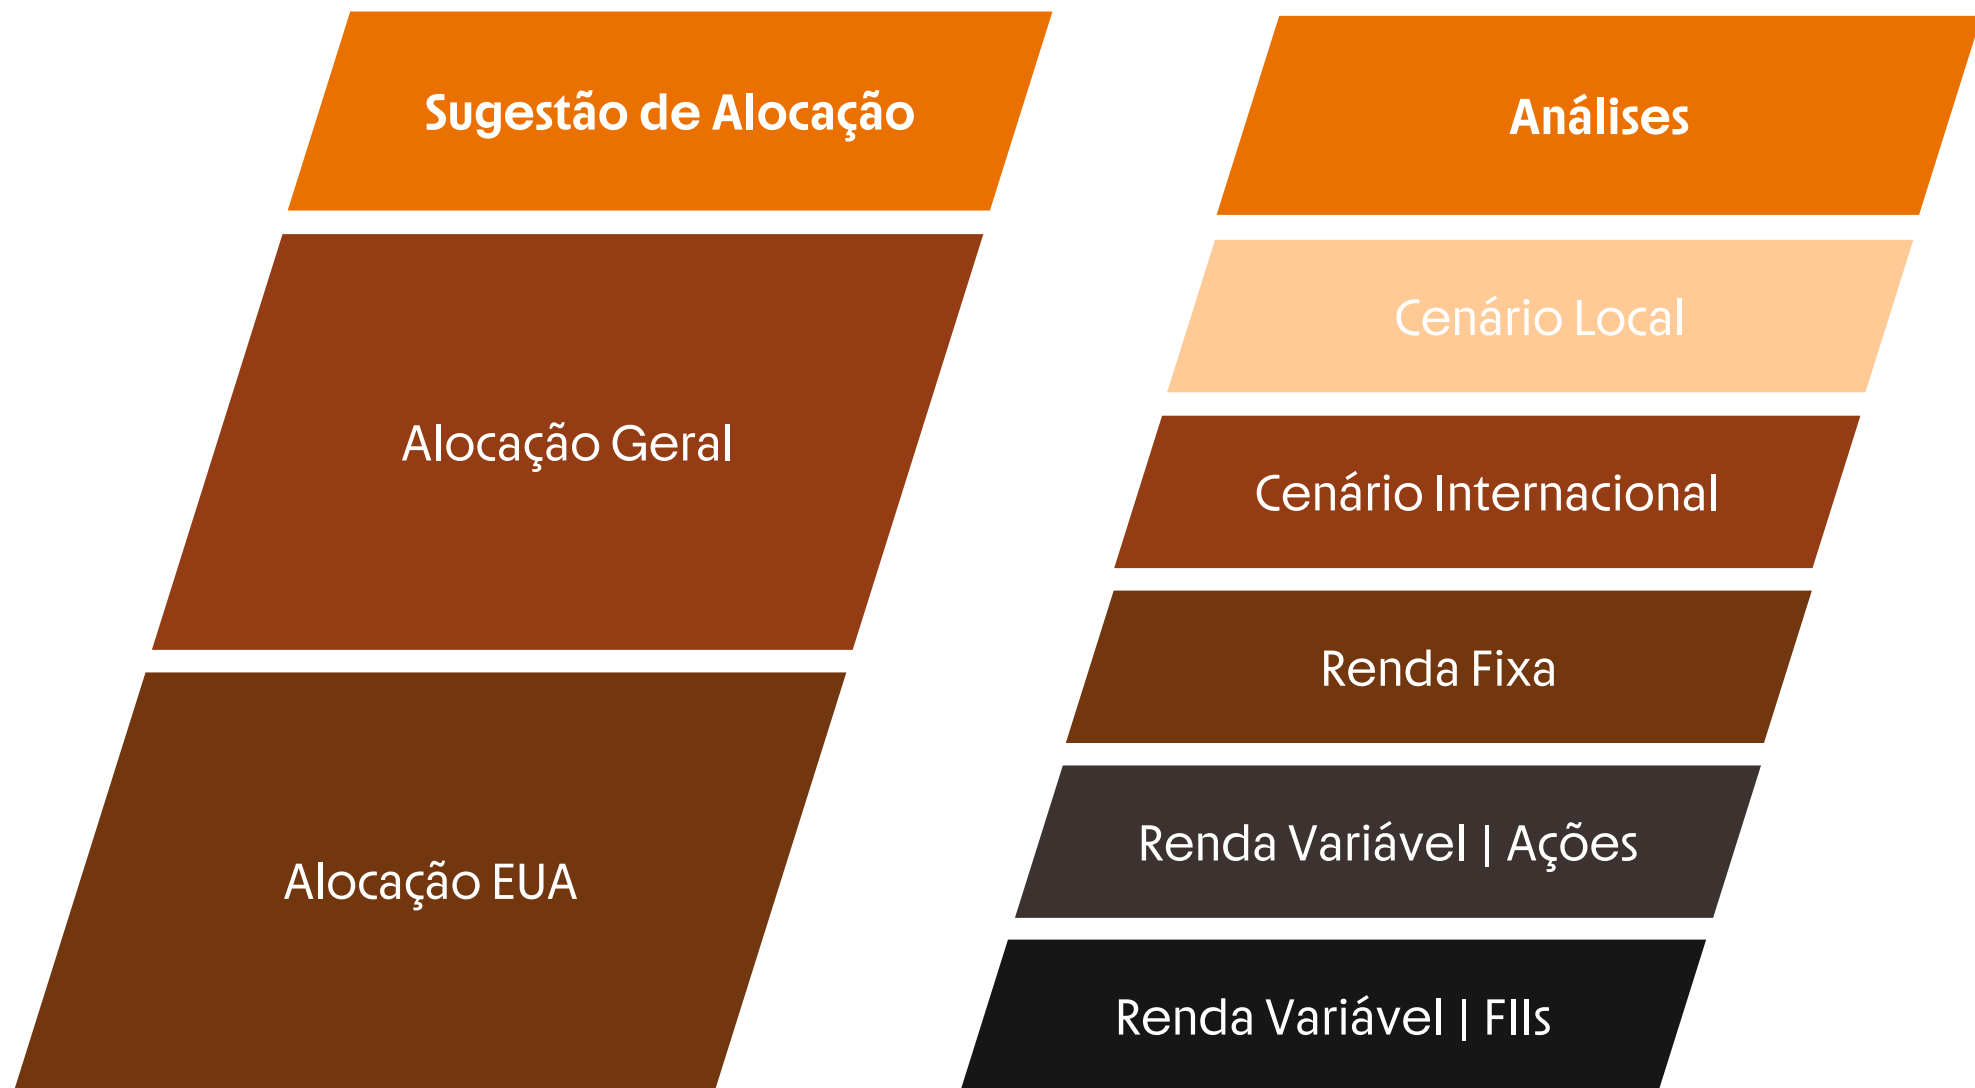 Sugestão de Alocação
Alocação Geral
Alocação EUA
Análises
Cenário Local
Cenário Internacional
Renda Fixa
Renda Variável | Ações
Renda Variável | FIIs